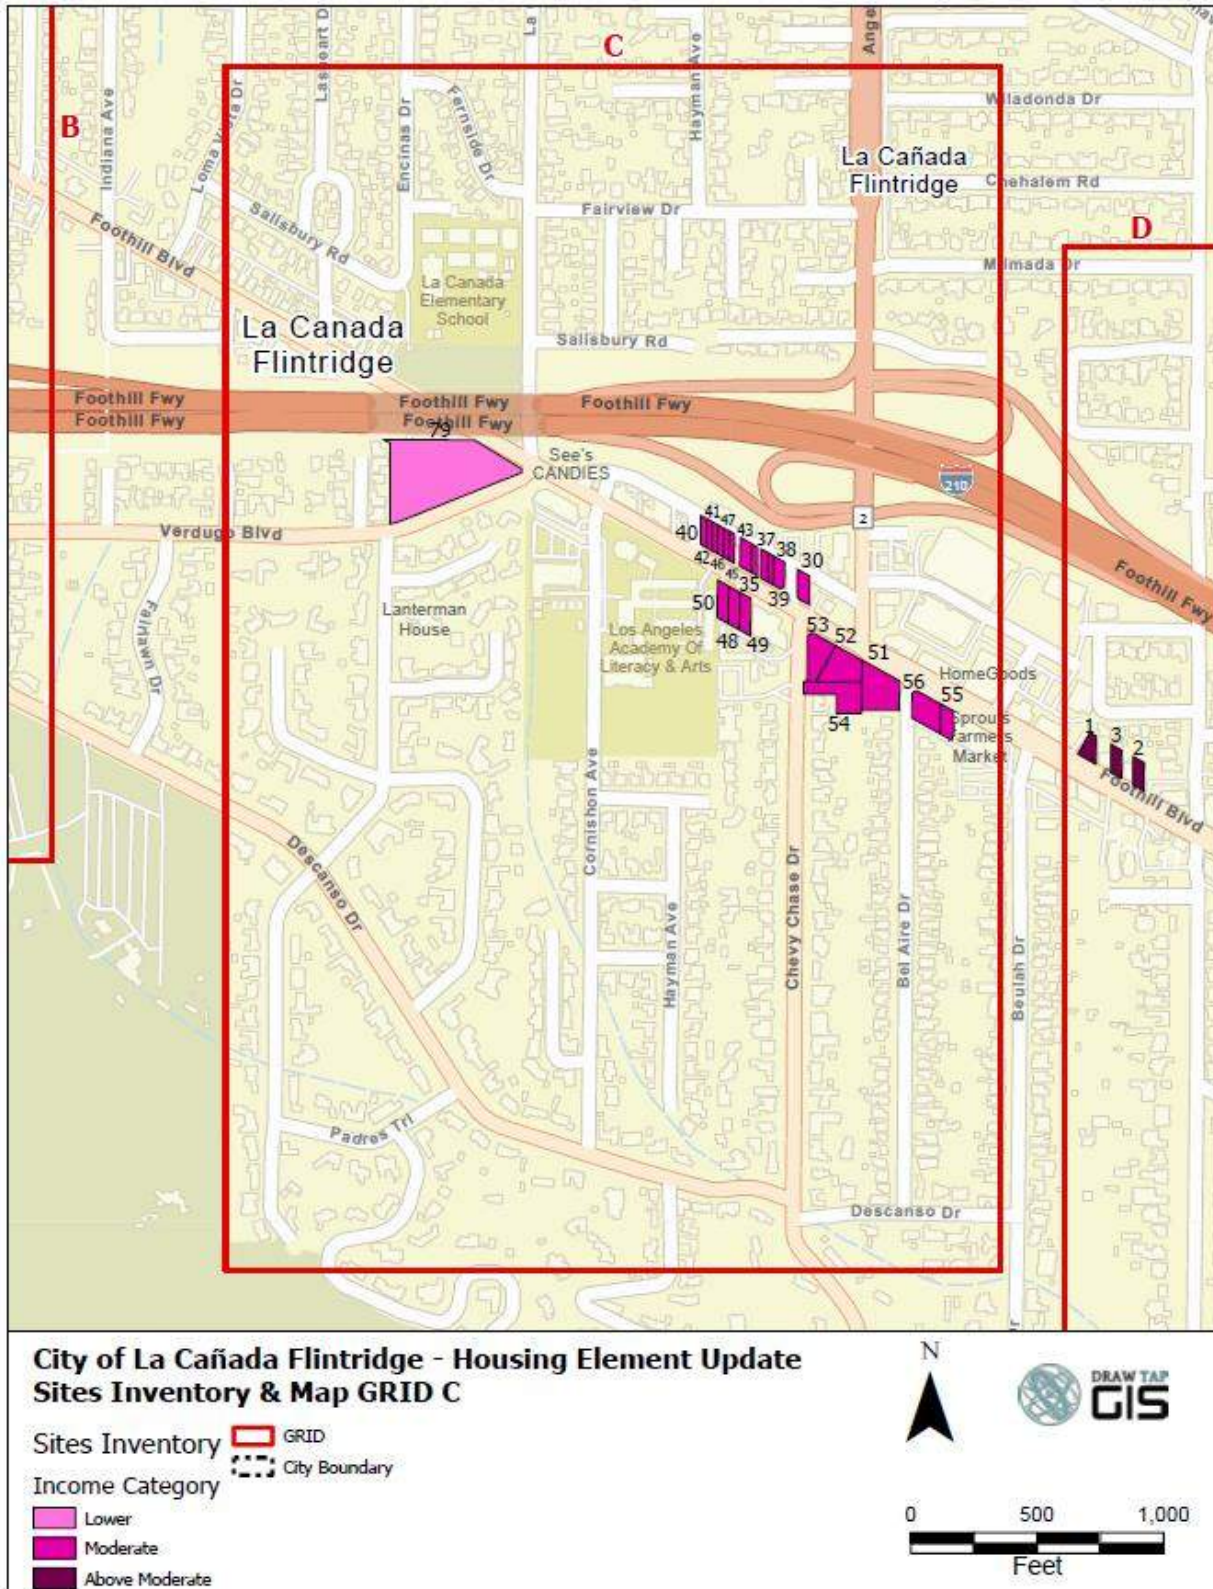 C
B
D
Indiana Ave
Loma Vista Dr
Encinas Dr
Fernside Dr
Hayman Ave
Ange
Wiladonda Dr
La Cañada
Flintridge
Chehalem Rd
Fairview Dr
Salisbury Rd
Foothill Blvd
Milmada Dr
La Canada
Elementary
School
La Canada
Flintridge
Salisbury Rd
Foothill Fwy
Foothill Fwy
Foothill Fwy
Foothill Fwy
Foothill Fwy
79
See's
CANDIES
210
2
Verdugo Blvd
41
47
43
37
38
30
40
42
46
45
35
39
50
48
49
Foothill Fwy
Fairlawn Dr
Lanterman
House
Los Angeles
Academy Of
Literacy & Arts
53
52
51
56
55
54
HomeGoods
Sprouts
Farmers
Market
1
3
2
Foothill Blvd
Cornishon Ave
Descanso Dr
Hayman Ave
Chevy Chase Dr
Bel Aire Dr
Beulah Dr
Padres Trl
Descanso Dr
City of La Cañada Flintridge - Housing Element Update
Sites Inventory & Map GRID C
Sites Inventory
GRID
City Boundary
Income Category
Lower
Moderate
Above Moderate
N
DRAW TAP
GIS
0 500 1,000
Feet